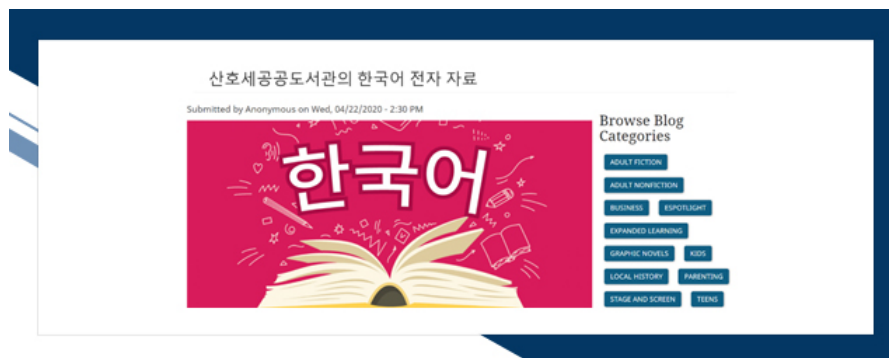 산호세공공도서관의 한국어 전자 자료
Submitted by Anonymous on Wed, 04/22/2020 - 2:30 PM
한국어
Browse Blog
Categories
ADULT FICTION
ADULT NONFICTION
BUSINESS ESPOTLIGHT
EXPANDED LEARNING
GRAPHIC NOVELS KIDS
LOCAL HISTORY PARENTING
STAGE AND SCREEN TEENS